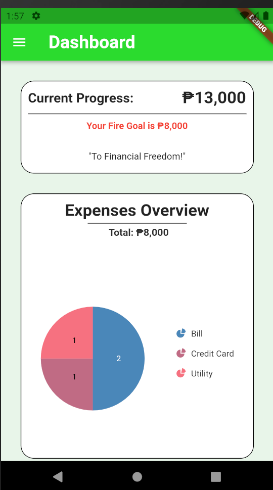 1:57
DEBUG
Dashboard
Current Progress: ₱13,000
Your Fire Goal is ₱8,000
"To Financial Freedom!"
Expenses Overview
Total: ₱8,000
1
2
1
Bill
Credit Card
Utility